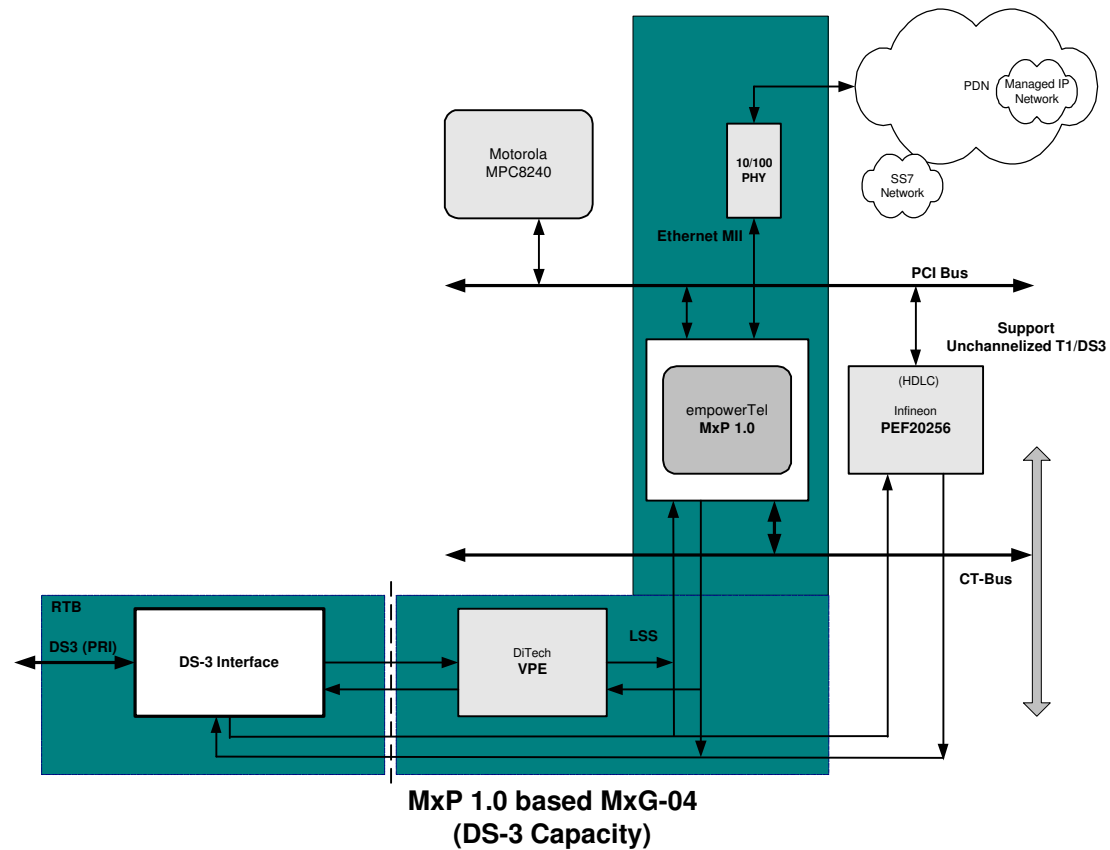 PDN
Managed IP
Network
SS7
Network
Motorola
MPC8240
10/100
PHY
Ethernet MII
PCI Bus
Support
Unchannelized T1/DS3
empowerTel
MxP 1.0
(HDLC)
Infineon
PEF20256
CT-Bus
RTB
DS3 (PRI)
DS-3 Interface
DiTech
VPE
LSS
MxP 1.0 based MxG-04
(DS-3 Capacity)